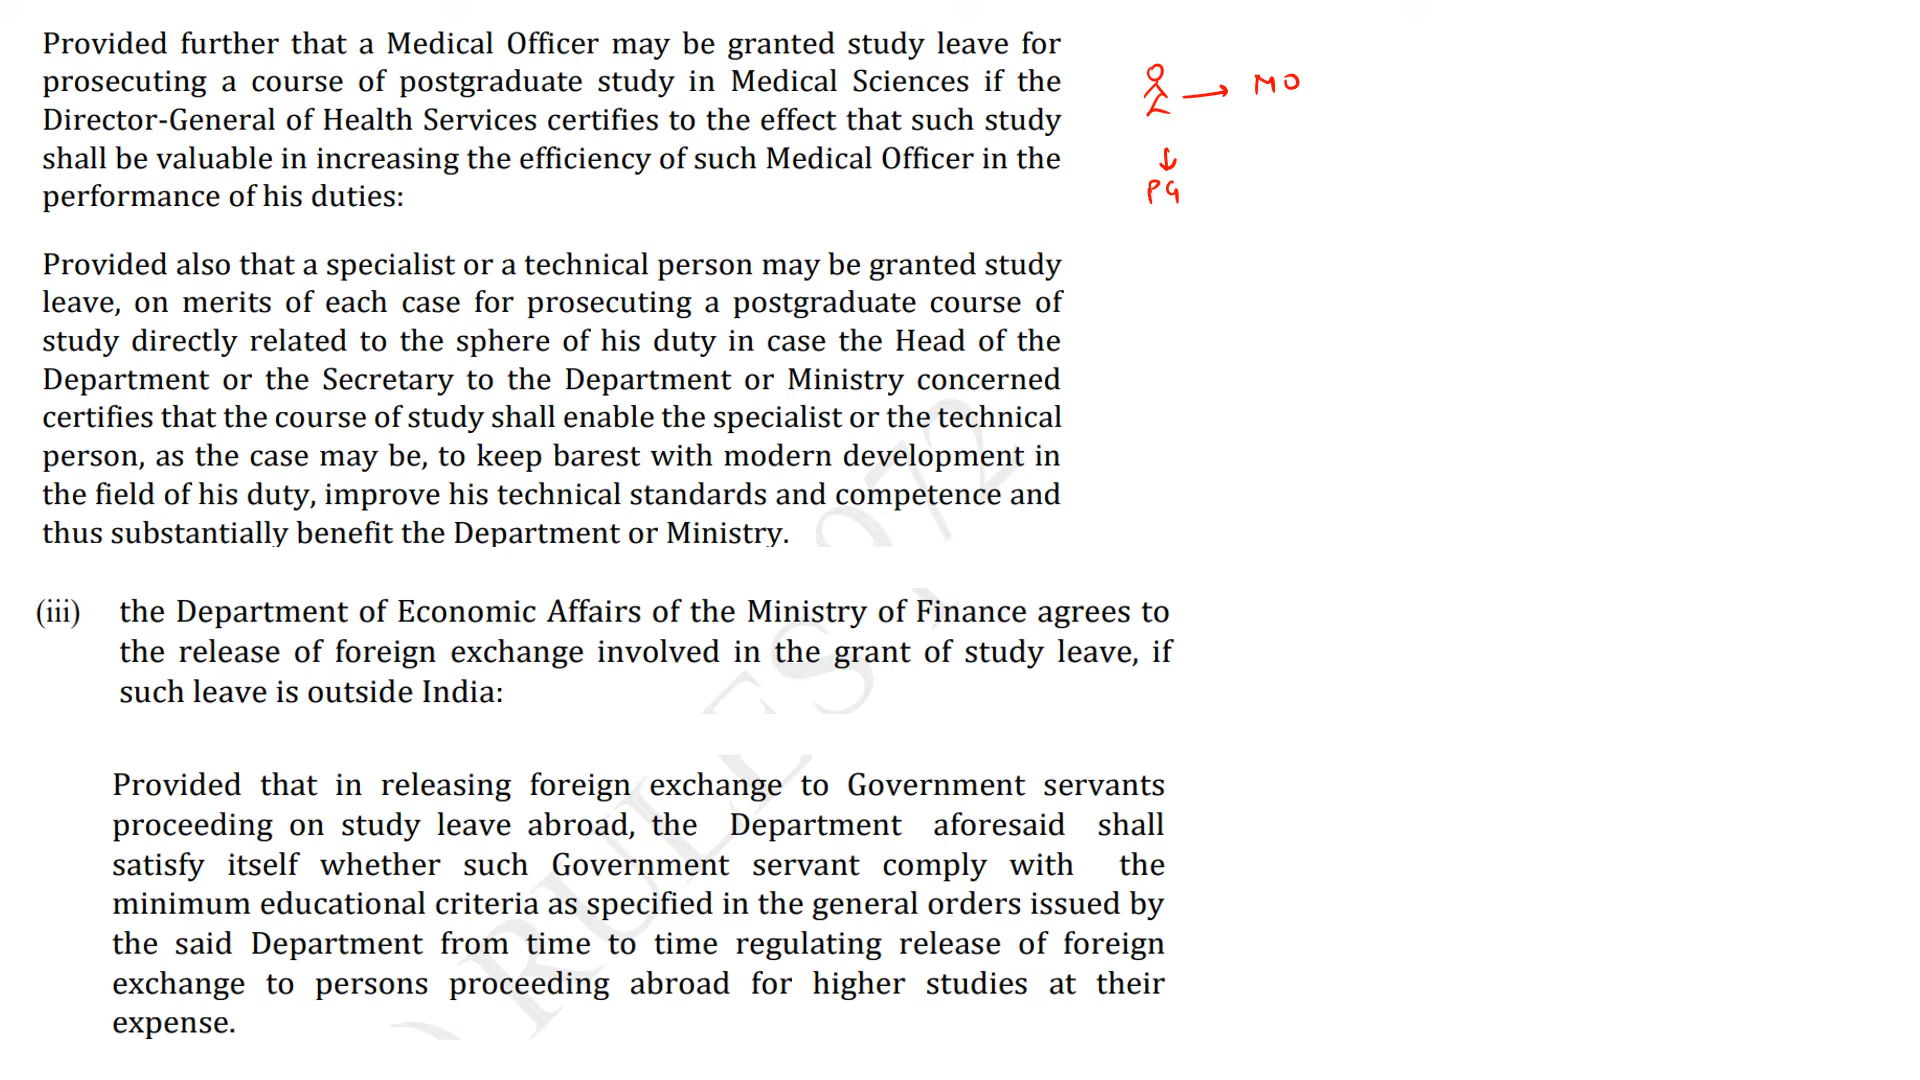 Provided further that a Medical Officer may be granted study leave for
prosecuting a course of postgraduate study in Medical Sciences if the
Director-General of Health Services certifies to the effect that such study
shall be valuable in increasing the efficiency of such Medical Officer in the
performance of his duties:
MO
PG
Provided also that a specialist or a technical person may be granted study
leave, on merits of each case for prosecuting a postgraduate course of
study directly related to the sphere of his duty in case the Head of the
Department or the Secretary to the Department or Ministry concerned
certifies that the course of study shall enable the specialist or the technical
person, as the case may be, to keep barest with modern development in
the field of his duty, improve his technical standards and competence and
thus substantially benefit the Department or Ministry.
(iii) the Department of Economic Affairs of the Ministry of Finance agrees to
the release of foreign exchange involved in the grant of study leave, if
such leave is outside India:
Provided that in releasing foreign exchange to Government servants
proceeding on study leave abroad, the Department aforesaid shall
satisfy itself whether such Government servant comply with the
minimum educational criteria as specified in the general orders issued by
the said Department from time to time regulating release of foreign
exchange to persons proceeding abroad for higher studies at their
expense.
RULES, 1972